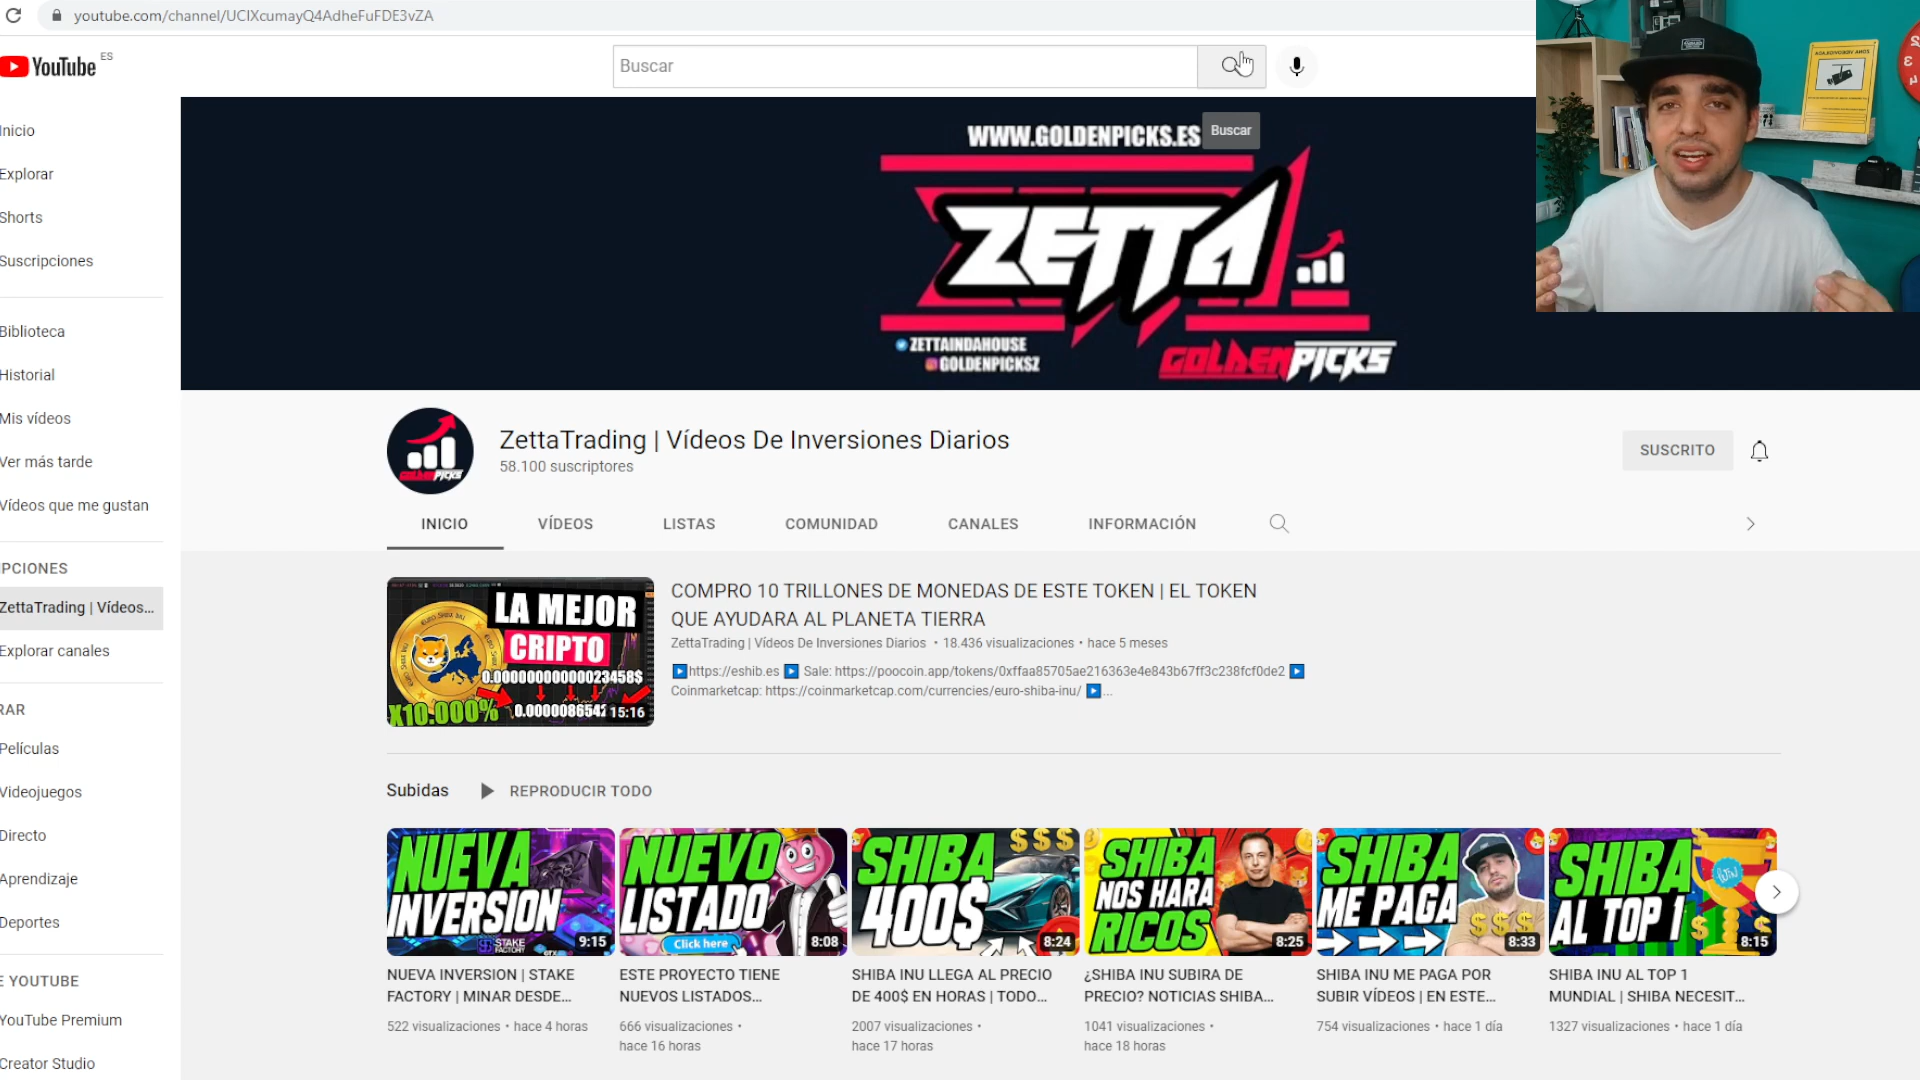 youtube.com/channel/UCIXcumayQ4AdheFuFDE3vZA
YouTube ES
Buscar
Buscar
Inicio
Explorar
Shorts
Suscripciones
Biblioteca
Historial
Mis vídeos
Ver más tarde
Vídeos que me gustan
IPCIONES
ZettaTrading | Vídeos...
Explorar canales
RAR
Películas
Videojuegos
Directo
Aprendizaje
Deportes
E YOUTUBE
YouTube Premium
Creator Studio
WWW.GOLDENPICKS.ES
ZETTA
ZETTAINDAHOUSE
GOLDENPICKSZ
GOLDENPICKS
ZettaTrading | Vídeos De Inversiones Diarios
58.100 suscriptores
SUSCRITO
INICIO
VÍDEOS
LISTAS
COMUNIDAD
CANALES
INFORMACIÓN
LA MEJOR
CRIPTO
0.0000000000023458$
X10.000%
0.0000086542
15:16
COMPRO 10 TRILLONES DE MONEDAS DE ESTE TOKEN | EL TOKEN
QUE AYUDARA AL PLANETA TIERRA
ZettaTrading | Vídeos De Inversiones Diarios • 18.436 visualizaciones • hace 5 meses
https://eshib.es Sale: https://poocoin.app/tokens/0xffaa85705ae216363e4e843b67ff3c238fcf0de2
Coinmarketcap: https://coinmarketcap.com/currencies/euro-shiba-inu/ ...
Subidas
REPRODUCIR TODO
NUEVA
INVERSION
STAKE
FACTORY
9:15
NUEVA INVERSION | STAKE
FACTORY | MINAR DESDE...
522 visualizaciones • hace 4 horas
NUEVO
LISTADO
Click here
8:08
ESTE PROYECTO TIENE
NUEVOS LISTADOS...
666 visualizaciones •
hace 16 horas
$$$
SHIBA
400$
8:24
SHIBA INU LLEGA AL PRECIO
DE 400$ EN HORAS | TODO...
2007 visualizaciones •
hace 17 horas
SHIBA
NOS HARA
RICOS
8:25
¿SHIBA INU SUBIRA DE
PRECIO? NOTICIAS SHIBA...
1041 visualizaciones •
hace 18 horas
SHIBA
ME PAGA
$$$
8:33
SHIBA INU ME PAGA POR
SUBIR VÍDEOS | EN ESTE...
754 visualizaciones • hace 1 día
SHIBA
AL TOP 1
WIN
8:15
SHIBA INU AL TOP 1
MUNDIAL | SHIBA NECESIT...
1327 visualizaciones • hace 1 día